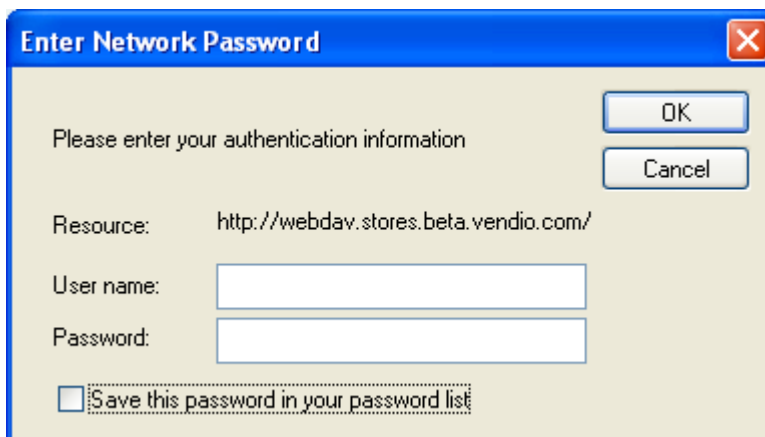 Enter Network Password
OK
Please enter your authentication information
Cancel
Resource: http://webdav.stores.beta.vendio.com/
User name:
Password:
Save this password in your password list